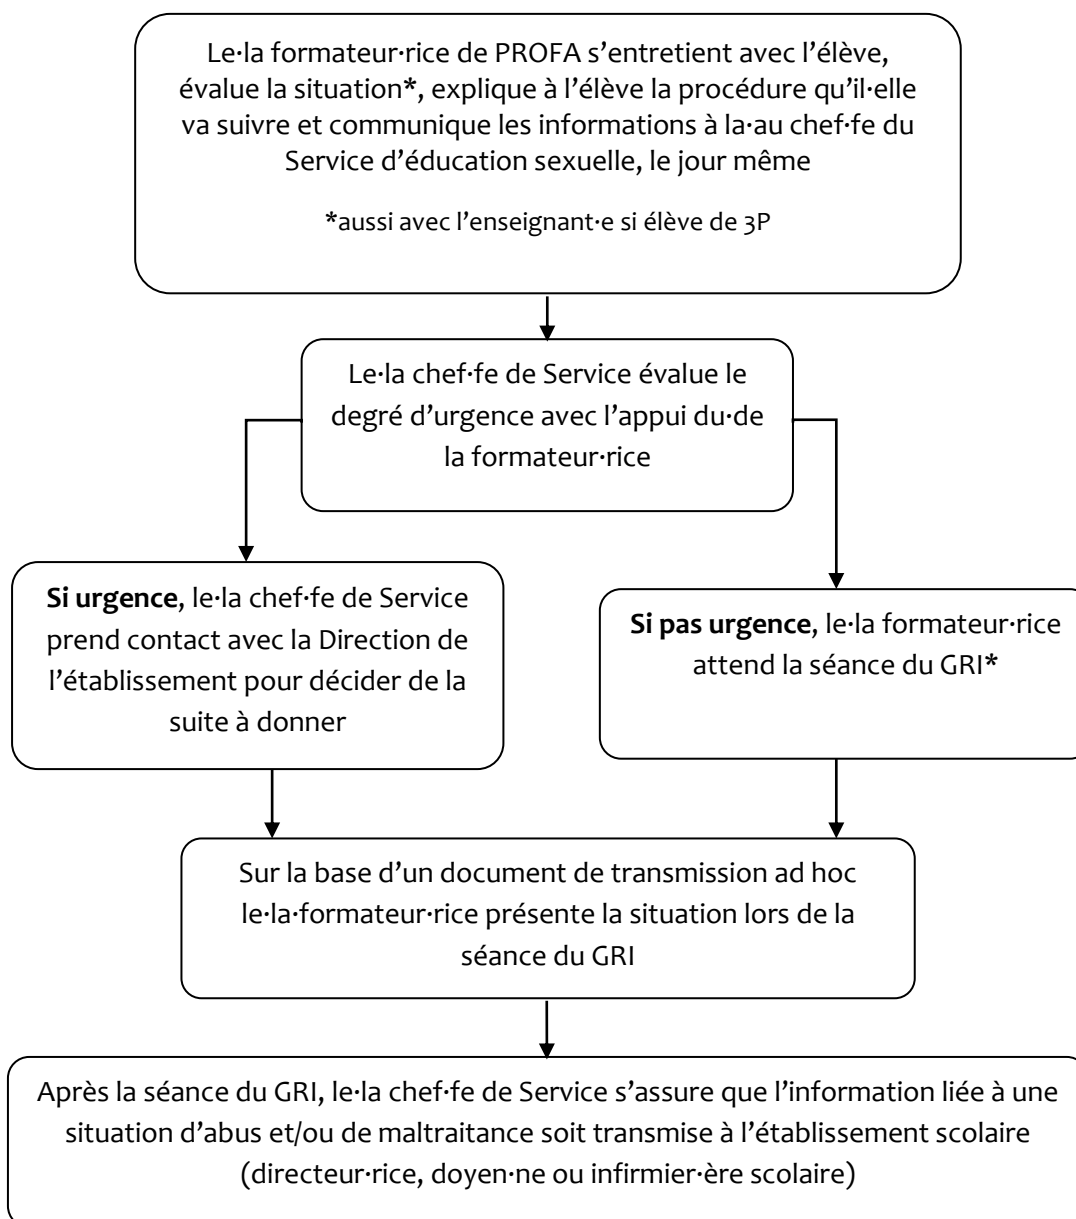 Le·la formateur·rice de PROFA s’entretient avec l’élève,
évalue la situation*, explique à l’élève la procédure qu’il·elle
va suivre et communique les informations à la·au chef·fe du
Service d’éducation sexuelle, le jour même
*aussi avec l’enseignant·e si élève de 3P
Le·la chef·fe de Service évalue le
degré d’urgence avec l’appui du·de
la formateur·rice
Si urgence, le·la chef·fe de Service
prend contact avec la Direction de
l’établissement pour décider de la
suite à donner
Si pas urgence, le·la formateur·rice
attend la séance du GRI*
Sur la base d’un document de transmission ad hoc
le·la·formateur·rice présente la situation lors de la
séance du GRI
Après la séance du GRI, le·la chef·fe de Service s’assure que l’information liée à une
situation d’abus et/ou de maltraitance soit transmise à l’établissement scolaire
(directeur·rice, doyen·ne ou infirmier·ère scolaire)